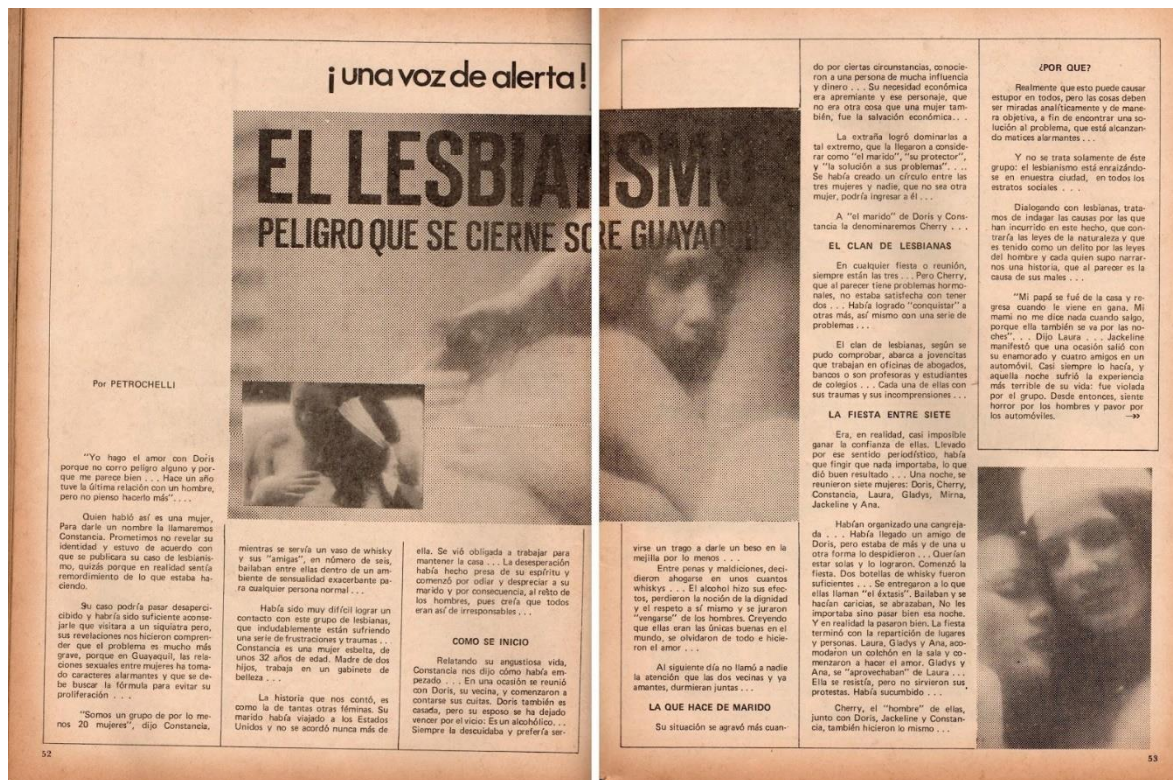 ¡una voz de alerta!
EL LESBIANISMO
PELIGRO QUE SE CIERNE SOBRE GUAYAQUIL
Por PETROCHELLI
"Yo hago el amor con Doris
porque no corro peligro alguno y por-
que me parece bien . . . Hace un año
tuve la última relación con un hombre,
pero no pienso hacerlo más". . . .
Quien habló así es una mujer,
Para darle un nombre la llamaremos
Constancia. Prometimos no revelar su
identidad y estuvo de acuerdo con
que se publicara su caso de lesbianis-
mo, quizás porque en realidad sentía
remordimiento de lo que estaba ha-
ciendo.
Su caso podría pasar desaperci-
cibido y habría sido suficiente aconse-
jarle que visitara a un siquiatra pero,
sus revelaciones nos hicieron compren-
der que el problema es mucho más
grave, porque en Guayaquil, las rela-
ciones sexuales entre mujeres ha toma-
do caracteres alarmantes y que se de-
be buscar la fórmula para evitar su
proliferación . . .
"Somos un grupo de por lo me-
nos 20 mujeres", dijo Constancia,
52
mientras se servía un vaso de whisky
y sus "amigas", en número de seis,
bailaban entre ellas dentro de un am-
biente de sensualidad exacerbante pa-
ra cualquier persona normal . . .
Había sido muy difícil lograr un
contacto con este grupo de lesbianas,
que indudablemente están sufriendo
una serie de frustraciones y traumas . . .
Constancia es una mujer esbelta, de
unos 32 años de edad. Madre de dos
hijos, trabaja en un gabinete de
belleza . . .
La historia que nos contó, es
como la de tantas otras féminas. Su
marido había viajado a los Estados
Unidos y no se acordó nunca más de
ella. Se vió obligada a trabajar para
mantener la casa . . . La desesperación
había hecho presa de su espíritu y
comenzó por odiar y despreciar a su
marido y por consecuencia, al resto de
los hombres, pues creía que todos
eran así de irresponsables . . .
COMO SE INICIO
Relatando su angustiosa vida,
Constancia nos dijo cómo había em-
pezado . . . En una ocasión se reunió
con Doris, su vecina, y comenzaron a
contarse sus cuitas. Doris también es
casada, pero su esposo se ha dejado
vencer por el vicio: Es un alcohólico. . .
Siempre la descuidaba y prefería ser-
virse un trago a darle un beso en la
mejilla por lo menos . . .
Entre penas y maldiciones, deci-
dieron ahogarse en unos cuantos
whiskys . . . El alcohol hizo sus efec-
tos, perdieron la noción de la dignidad
y el respeto a sí mismo y se juraron
"vengarse" de los hombres. Creyendo
que ellas eran las únicas buenas en el
mundo, se olvidaron de todo e hicie-
ron el amor . . .
Al siguiente día no llamó a nadie
la atención que las dos vecinas y ya
amantes, durmieran juntas . . .
LA QUE HACE DE MARIDO
Su situación se agravó más cuan-
do por ciertas circunstancias, conocie-
ron a una persona de mucha influencia
y dinero . . . Su necesidad económica
era apremiante y ese personaje, que
no era otra cosa que una mujer tam-
bién, fue la salvación económica. . .
La extraña logró dominarlas a
tal extremo, que la llegaron a conside-
rar como "el marido", "su protector",
y "la solución a sus problemas". . . .
Se había creado un círculo entre las
tres mujeres y nadie, que no sea otra
mujer, podría ingresar a él . . .
A "el marido" de Doris y Cons-
tancia la denominaremos Cherry . . .
EL CLAN DE LESBIANAS
En cualquier fiesta o reunión,
siempre están las tres . . . Pero Cherry,
que al parecer tiene problemas hormo-
nales, no estaba satisfecha con tener
dos . . . Había logrado "conquistar" a
otras más, así mismo con una serie de
problemas . . .
El clan de lesbianas, según se
pudo comprobar, abarca a jovencitas
que trabajan en oficinas de abogados,
bancos o son profesoras y estudiantes
de colegios . . . Cada una de ellas con
sus traumas y sus incomprensiones . . .
LA FIESTA ENTRE SIETE
Era, en realidad, casi imposible
ganar la confianza de ellas. Llevado
por ese sentido periodístico, había
que fingir que nada importaba, lo que
dió buen resultado . . . Una noche, se
reunieron siete mujeres: Doris, Cherry,
Constancia, Laura, Gladys, Mirna,
Jackeline y Ana.
Habían organizado una cangreja-
da . . . Había llegado un amigo de
Doris, pero estaba de más y de una u
otra forma lo despidieron . . . Querían
estar solas y lo lograron. Comenzó la
fiesta. Dos botellas de whisky fueron
suficientes . . . Se entregaron a lo que
ellas llaman "el éxtasis". Bailaban y se
hacían caricias, se abrazaban, No les
importaba sino pasar bien esa noche.
Y en realidad la pasaron bien. La fiesta
terminó con la repartición de lugares
y personas. Laura, Gladys y Ana, aco-
modaron un colchón en la sala y co-
menzaron a hacer el amor. Gladys y
Ana, se "aprovechaban" de Laura . . .
Ella se resistía, pero no sirvieron sus
protestas. Había sucumbido . . .
Cherry, el "hombre" de ellas,
junto con Doris, Jackeline y Constan-
cia, también hicieron lo mismo . . .
¿POR QUE?
Realmente que esto puede causar
estupor en todos, pero las cosas deben
ser miradas analíticamente y de mane-
ra objetiva, a fin de encontrar una so-
lución al problema, que está alcanzan-
do matices alarmantes . . .
Y no se trata solamente de éste
grupo: el lesbianismo está enraizándo-
se en enuestra ciudad, en todos los
estratos sociales . . .
Dialogando con lesbianas, trata-
mos de indagar las causas por las que
han incurrido en este hecho, que con-
traría las leyes de la naturaleza y que
es tenido como un delito por las leyes
del hombre y cada quien supo narrar-
nos una historia, que al parecer es la
causa de sus males . . .
"Mi papá se fué de la casa y re-
gresa cuando le viene en gana. Mi
mami no me dice nada cuando salgo,
porque ella también se va por las no-
ches". . . Dijo Laura . . . Jackeline
manifestó que una ocasión salió con
su enamorado y cuatro amigos en un
automóvil. Casi siempre lo hacía, y
aquella noche sufrió la experiencia
más terrible de su vida: fue violada
por el grupo. Desde entonces, siente
horror por los hombres y pavor por
los automóviles.
53